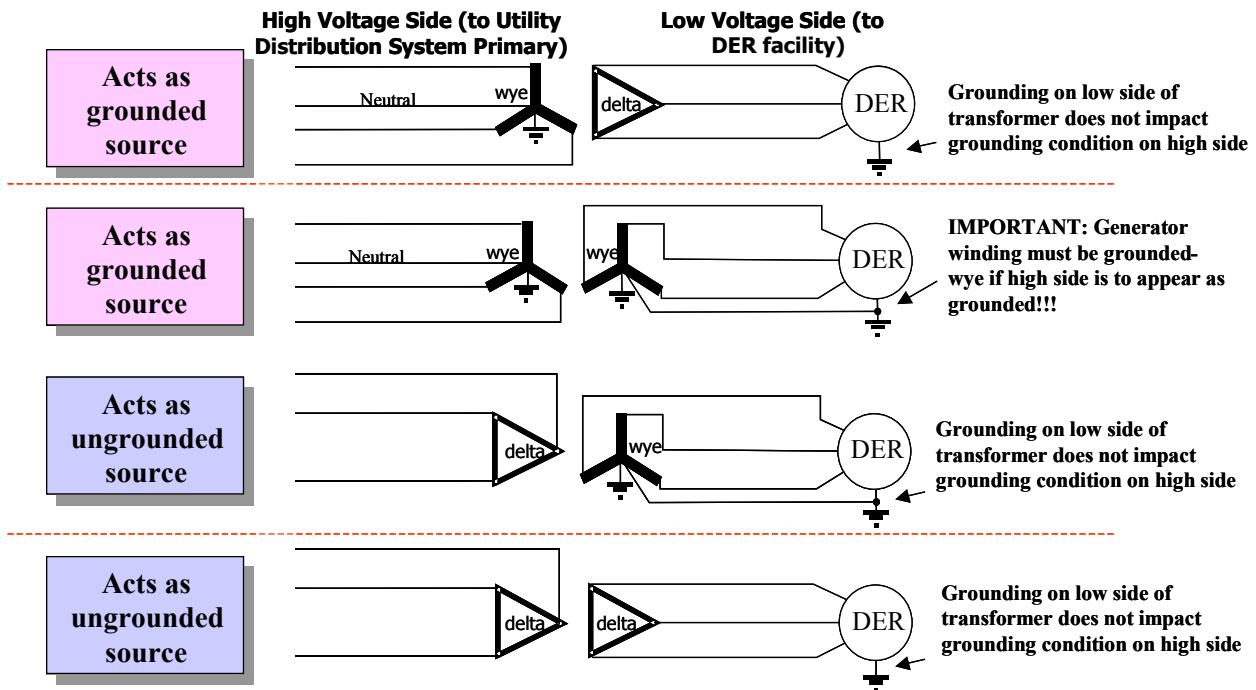 High Voltage Side (to Utility
Distribution System Primary)
Low Voltage Side (to
DER facility)
Acts as
grounded
source
Neutral
wye
delta
DER
Grounding on low side of
transformer does not impact
grounding condition on high side
Acts as
grounded
source
Neutral
wye
wye
DER
IMPORTANT: Generator
winding must be grounded-
wye if high side is to appear as
grounded!!!
Acts as
ungrounded
source
delta
wye
DER
Grounding on low side of
transformer does not impact
grounding condition on high side
Acts as
ungrounded
source
delta
delta
DER
Grounding on low side of
transformer does not impact
grounding condition on high side